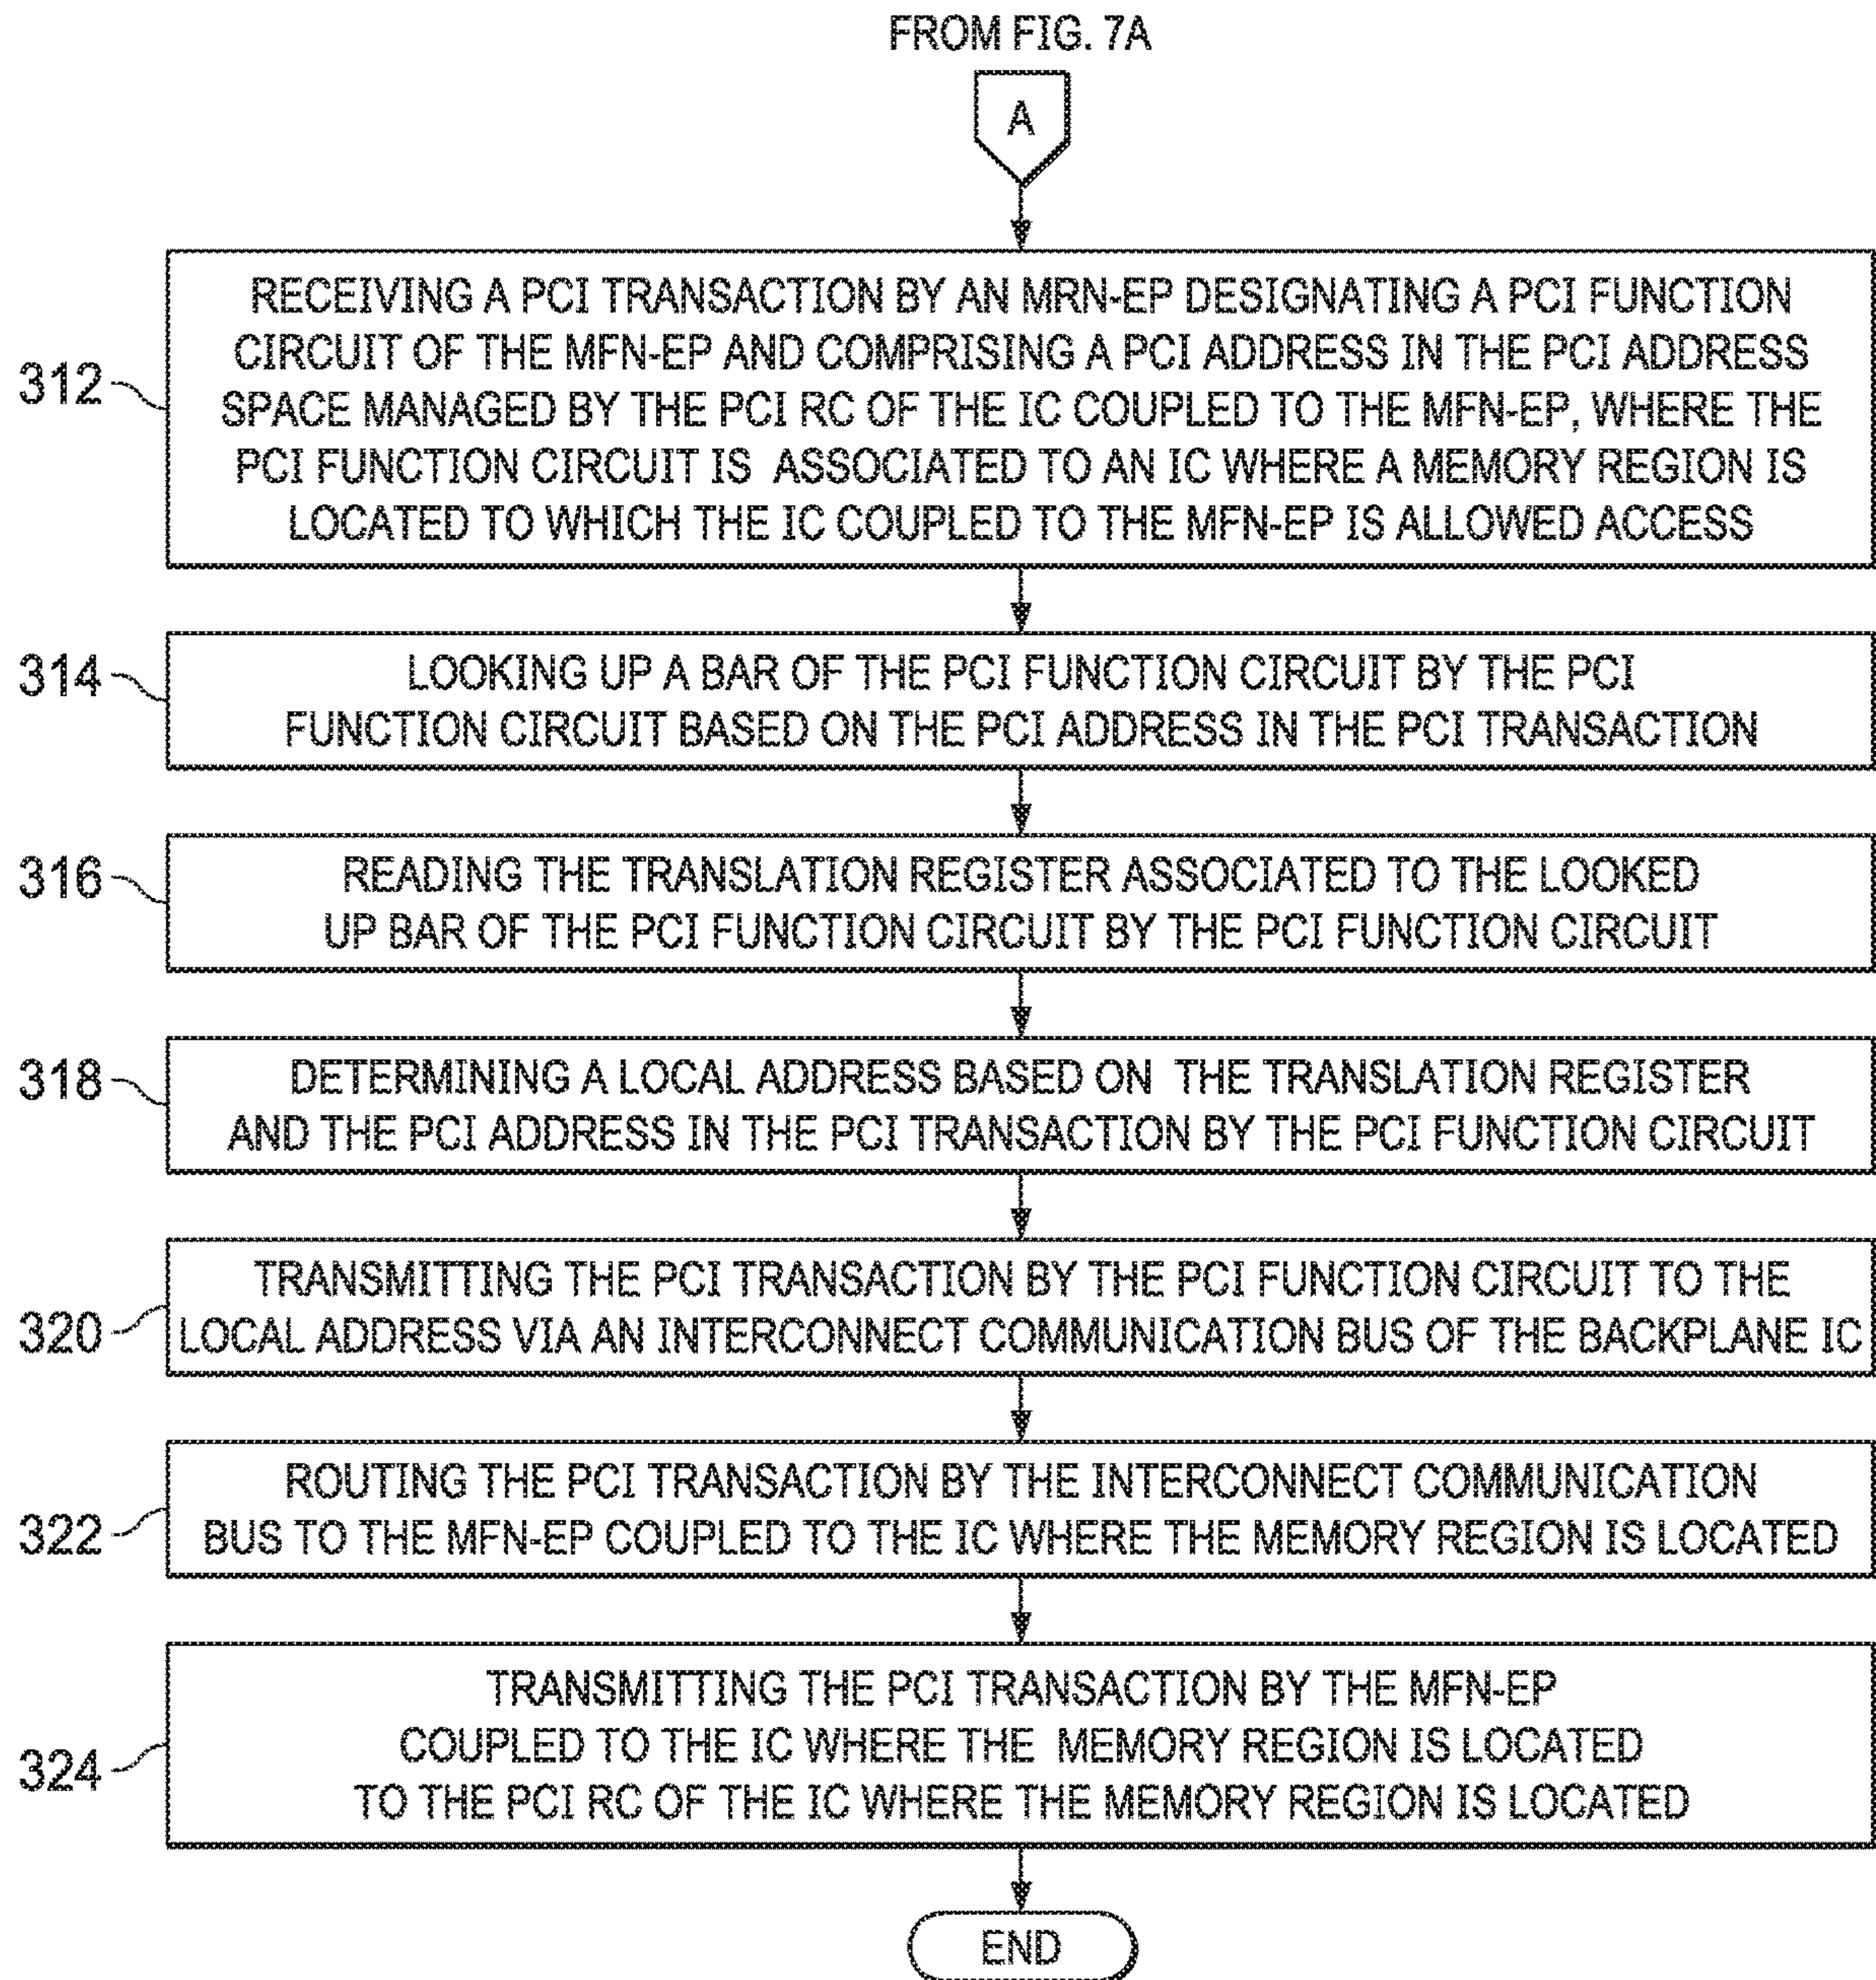 FROM FIG. 7A
A
312
RECEIVING A PCI TRANSACTION BY AN MRN-EP DESIGNATING A PCI FUNCTION
CIRCUIT OF THE MFN-EP AND COMPRISING A PCI ADDRESS IN THE PCI ADDRESS
SPACE MANAGED BY THE PCI RC OF THE IC COUPLED TO THE MFN-EP, WHERE THE
PCI FUNCTION CIRCUIT IS ASSOCIATED TO AN IC WHERE A MEMORY REGION IS
LOCATED TO WHICH THE IC COUPLED TO THE MFN-EP IS ALLOWED ACCESS
314
LOOKING UP A BAR OF THE PCI FUNCTION CIRCUIT BY THE PCI
FUNCTION CIRCUIT BASED ON THE PCI ADDRESS IN THE PCI TRANSACTION
316
READING THE TRANSLATION REGISTER ASSOCIATED TO THE LOOKED
UP BAR OF THE PCI FUNCTION CIRCUIT BY THE PCI FUNCTION CIRCUIT
318
DETERMINING A LOCAL ADDRESS BASED ON THE TRANSLATION REGISTER
AND THE PCI ADDRESS IN THE PCI TRANSACTION BY THE PCI FUNCTION CIRCUIT
320
TRANSMITTING THE PCI TRANSACTION BY THE PCI FUNCTION CIRCUIT TO THE
LOCAL ADDRESS VIA AN INTERCONNECT COMMUNICATION BUS OF THE BACKPLANE IC
322
ROUTING THE PCI TRANSACTION BY THE INTERCONNECT COMMUNICATION
BUS TO THE MFN-EP COUPLED TO THE IC WHERE THE MEMORY REGION IS LOCATED
324
TRANSMITTING THE PCI TRANSACTION BY THE MFN-EP
COUPLED TO THE IC WHERE THE MEMORY REGION IS LOCATED
TO THE PCI RC OF THE IC WHERE THE MEMORY REGION IS LOCATED
END